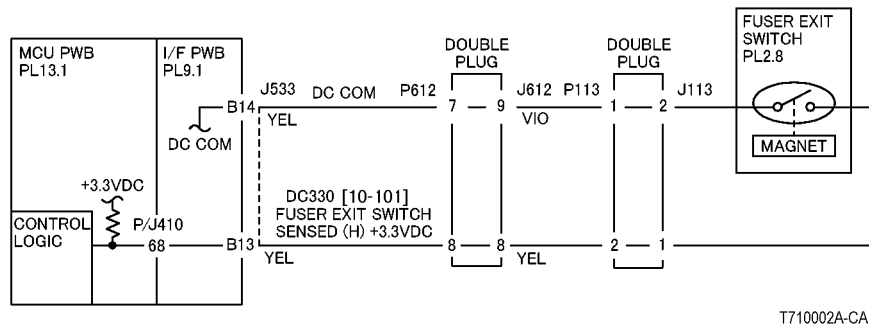 MCU PWB
PL13.1
I/F PWB
PL9.1
DOUBLE
PLUG
DOUBLE
PLUG
FUSER EXIT
SWITCH
PL2.8
B14
J533
DC COM
P612
7
9
J612
P113
1
2
J113
YEL
VIO
DC COM
MAGNET
+3.3VDC
DC330 [10-101]
FUSER EXIT SWITCH
SENSED (H) +3.3VDC
CONTROL
LOGIC
P/J410
68
B13
8
8
2
1
YEL
YEL
T710002A-CA